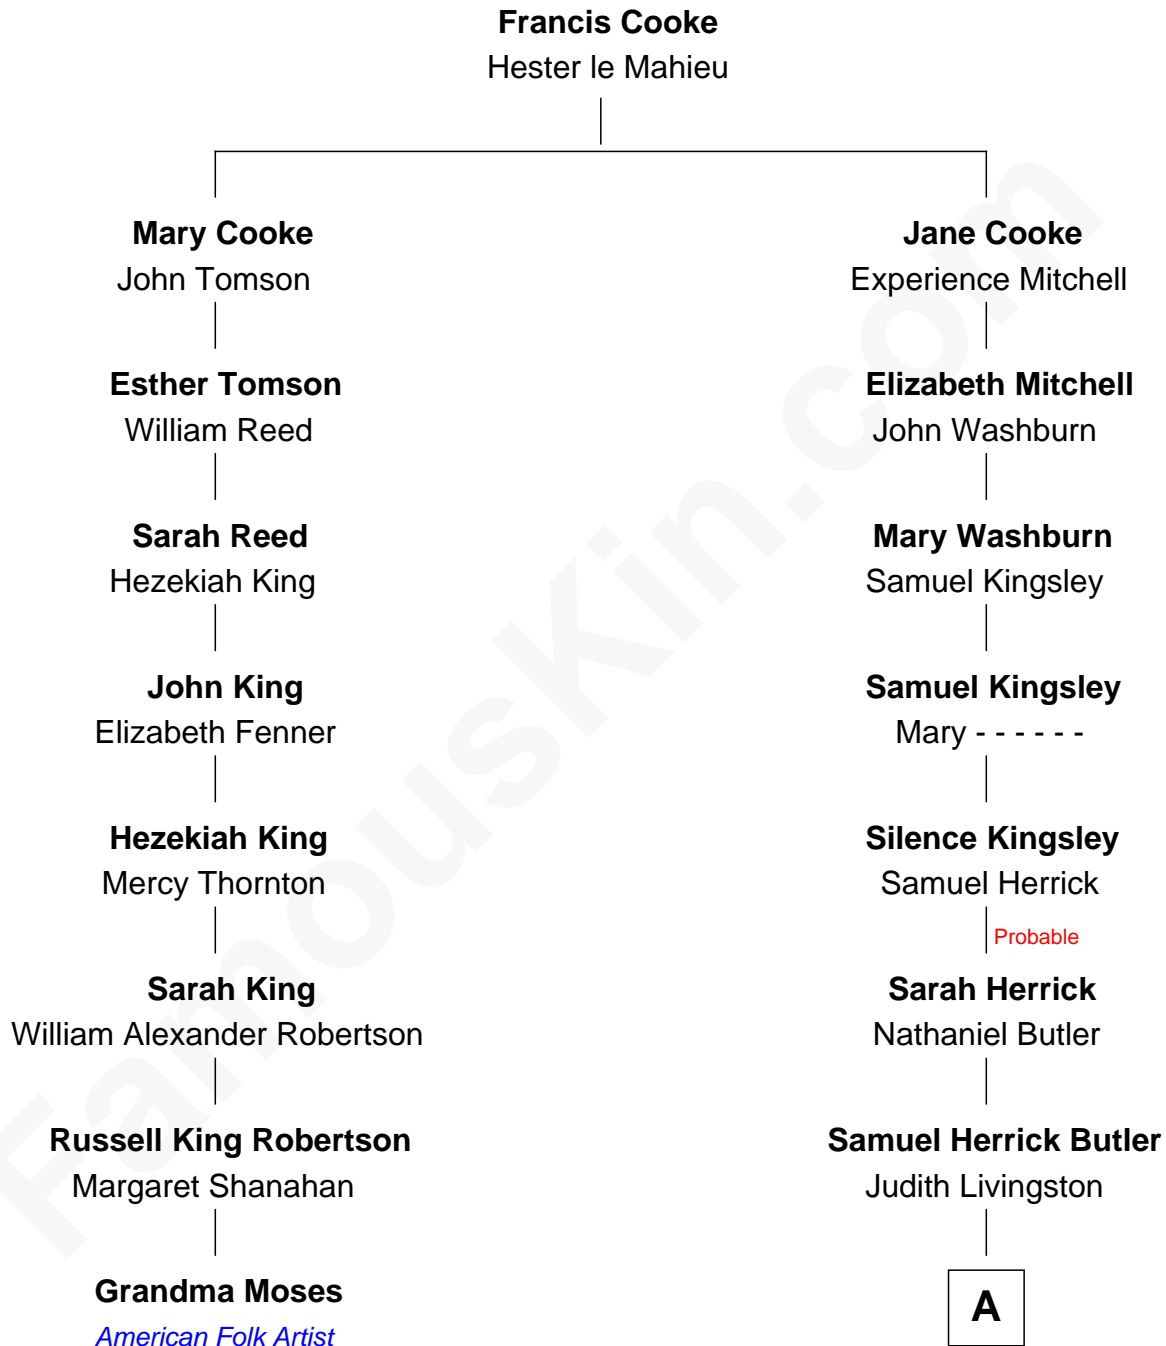 Francis Cooke
Hester le Mahieu
Mary Cooke
John Tomson
Jane Cooke
Experience Mitchell
Esther Tomson
William Reed
Elizabeth Mitchell
John Washburn
Sarah Reed
Hezekiah King
Mary Washburn
Samuel Kingsley
John King
Elizabeth Fenner
Samuel Kingsley
Mary - - - - - -
Hezekiah King
Mercy Thornton
Silence Kingsley
Samuel Herrick
Probable
Sarah King
William Alexander Robertson
Sarah Herrick
Nathaniel Butler
Russell King Robertson
Margaret Shanahan
Samuel Herrick Butler
Judith Livingston
Grandma Moses
American Folk Artist
A
FamousKin.com